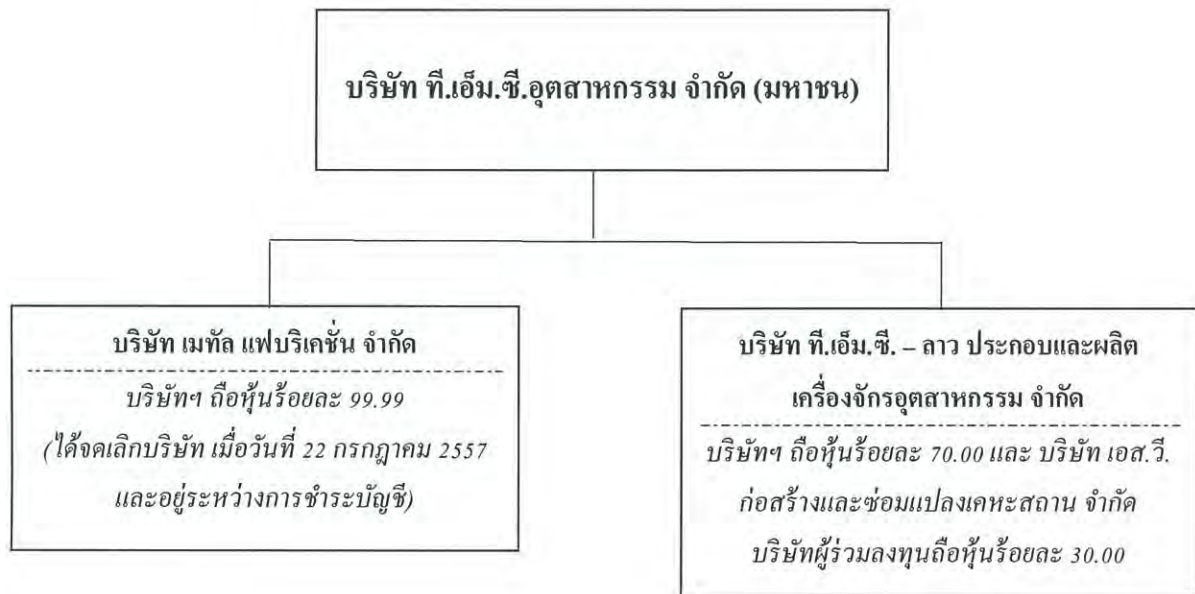 บริษัท ที.เอ็ม.ซี.อุตสาหกรรม จำกัด (มหาชน)
บริษัท เมทัล แฟบริเคชั่น จำกัด
บริษัทฯ ถือหุ้นร้อยละ 99.99
(ได้จดเลิกบริษัท เมื่อวันที่ 22 กรกฎาคม 2557
และอยู่ระหว่างการชำระบัญชี)
บริษัท ที.เอ็ม.ซี. – ลาว ประกอบและผลิต
เครื่องจักรอุตสาหกรรม จำกัด
บริษัทฯ ถือหุ้นร้อยละ 70.00 และ บริษัท เอส.วี.
ก่อสร้างและซ่อมแปลงเคหะสถาน จำกัด
บริษัทผู้ร่วมลงทุนถือหุ้นร้อยละ 30.00